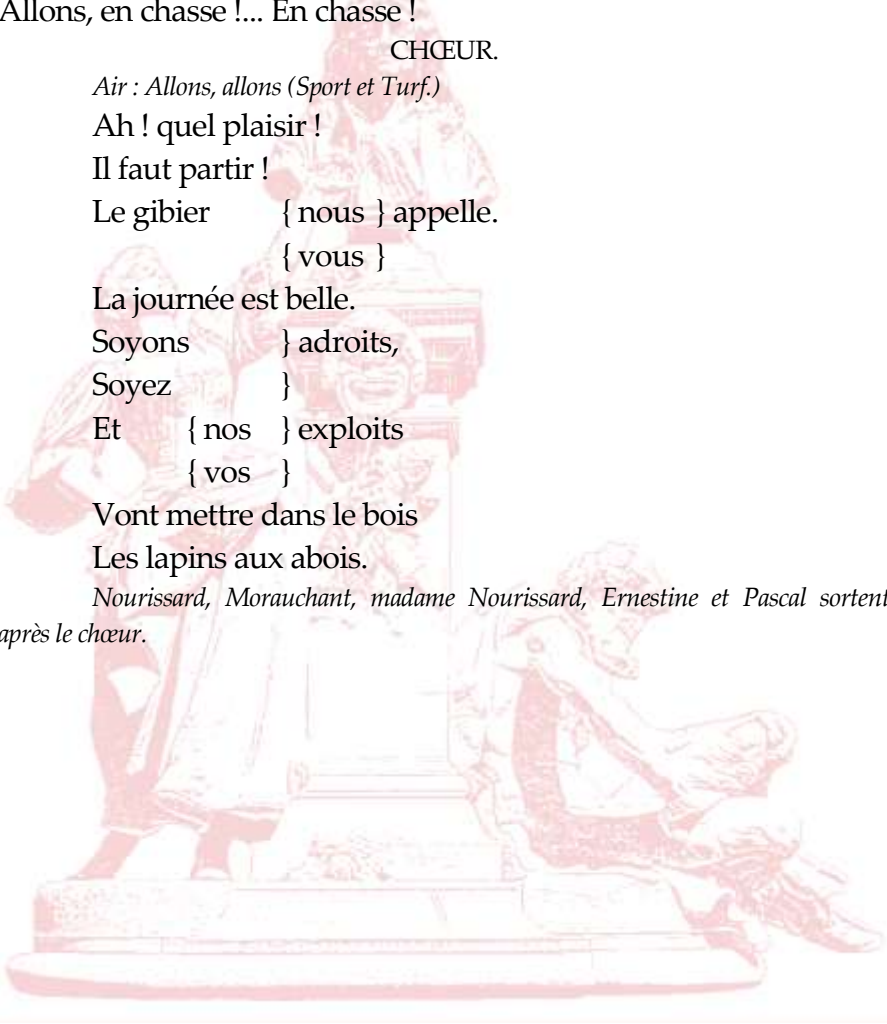 Allons, en chasse !... En chasse !
CHŒUR.
Air : Allons, allons (Sport et Turf.)
Ah ! quel plaisir !
Il faut partir !
Le gibier { nous } appelle.
{ vous }
La journée est belle.
Soyons } adroits,
Soyez }
Et { nos } exploits
{ vos }
Vont mettre dans le bois
Les lapins aux abois.
Nourissard, Morauchant, madame Nourissard, Ernestine et Pascal sortent
après le chœur.